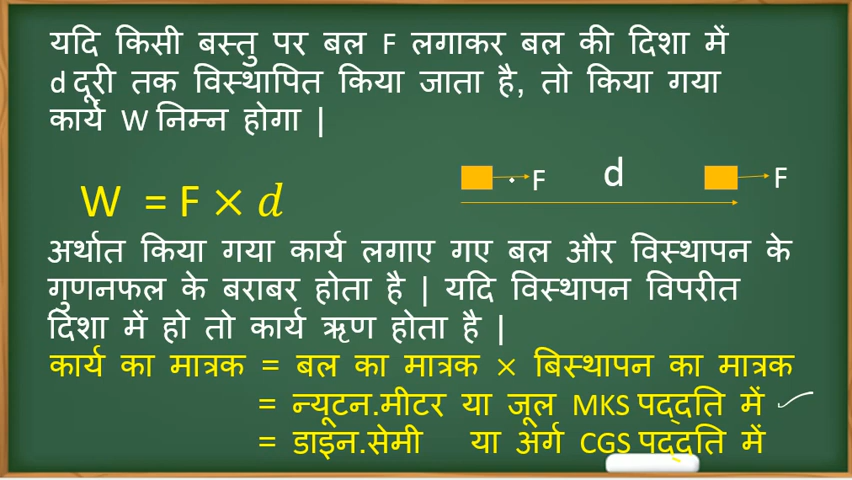 यदि किसी बस्तु पर बल F लगाकर बल की दिशा में
d दूरी तक विस्थापित किया जाता है, तो किया गया
कार्य W निम्न होगा |
W = F × d
F d F
अर्थात किया गया कार्य लगाए गए बल और विस्थापन के
गुणनफल के बराबर होता है | यदि विस्थापन विपरीत
दिशा में हो तो कार्य ऋण होता है |
कार्य का मात्रक = बल का मात्रक × बिस्थापन का मात्रक
= न्यूटन.मीटर या जूल MKS पद्दति में
= डाइन.सेमी या अर्ग CGS पद्दति में